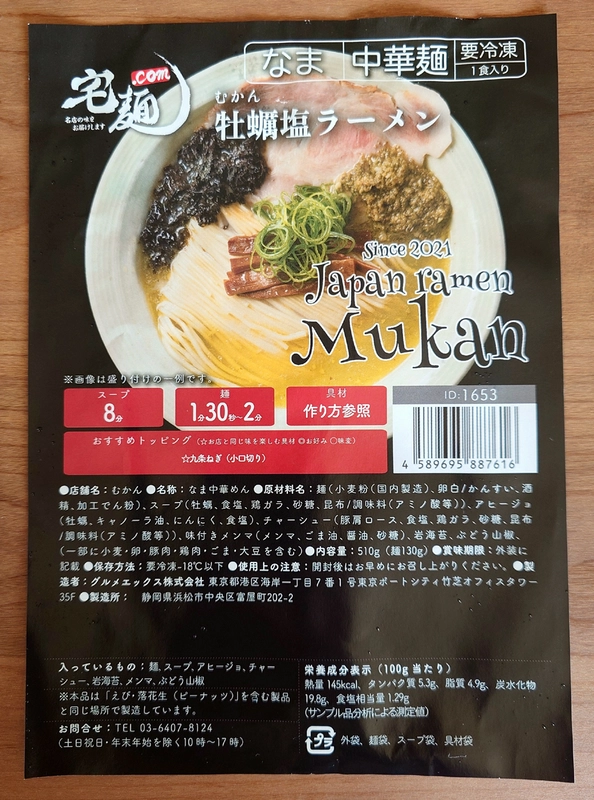 宅麺
.com
名店の味を
お届けします
なま 中華麺 要冷凍
1食入り
むかん
牡蠣塩ラーメン
Since 2021
Japan ramen
Mukan
※画像は盛り付けの一例です。
スープ
8分
麺
1分30秒〜2分
具材
作り方参照
ID:1653
4 589695 887616
おすすめトッピング（☆お店と同じ味を楽しむ具材 ◎お好み 〇味変）
☆九条ねぎ（小口切り）
●店舗名：むかん ●名称：なま中華めん ●原材料名：麺（小麦粉（国内製造）、卵白/かんすい、酒
精、加工でん粉）、スープ（牡蠣、食塩、鶏ガラ、砂糖、昆布/調味料（アミノ酸等））、アヒージョ
（牡蠣、キャノーラ油、にんにく、食塩）、チャーシュー（豚肩ロース、食塩、鶏ガラ、砂糖、昆布
/調味料（アミノ酸等））、味付きメンマ（メンマ、ごま油、醤油、砂糖）、岩海苔、ぶどう山椒、
（一部に小麦・卵・豚肉・鶏肉・ごま・大豆を含む）●内容量：510g（麺130g）●賞味期限：外装に
記載 ●保存方法：要冷凍-18℃以下 ●使用上の注意：開封後はお早めにお召し上がりください。●製
造者：グルメエックス株式会社 東京都港区海岸一丁目7番1号東京ポートシティ竹芝オフィスタワー
35F ●製造所： 静岡県浜松市中央区富屋町202-2
入っているもの；麺、スープ、アヒージョ、チャー
シュー、岩海苔、メンマ、ぶどう山椒
※本品は「えび・落花生（ピーナッツ）」を含む製品
と同じ場所で製造しています。
お問合せ：TEL 03-6407-8124
（土日祝日・年末年始を除く10時〜17時）
栄養成分表示（100g当たり）
熱量 145kcal、タンパク質 5.3g、脂質 4.9g、炭水化物
19.8g、食塩相当量 1.29g
（サンプル品分析による測定値）
プラ 外袋、麺袋、スープ袋、具材袋